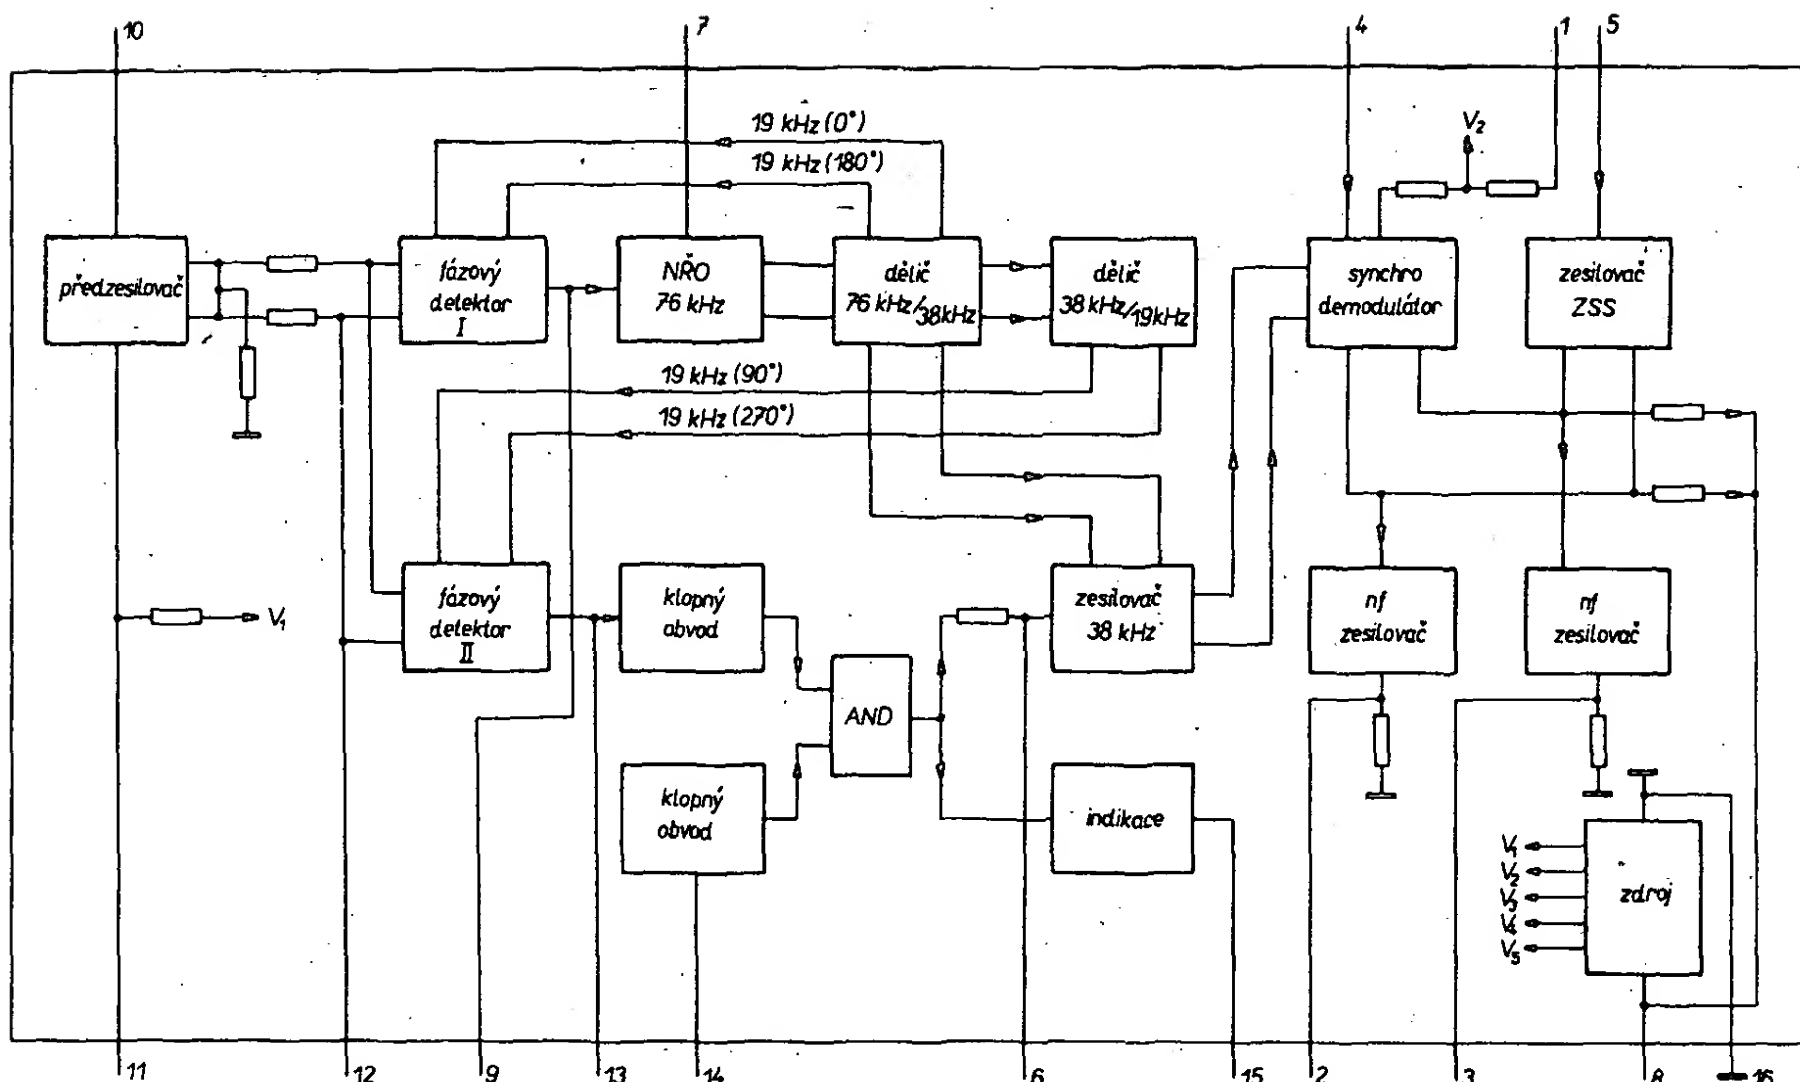 10
7
4
1
5
19 kHz (0°)
19 kHz (180°)
V2
předzesilovač
fázový
detektor
I
NŘO
76 kHz
dělič
76 kHz/38kHz
dělič
38 kHz/19kHz
synchro
demodulátor
zesilovač
ZSS
19 kHz (90°)
19 kHz (270°)
V1
fázový
detektor
II
klopný
obvod
zesilovač
38 kHz
nf
zesilovač
nf
zesilovač
AND
klopný
obvod
indikace
V1
V2
V3
V4
V5
zdroj
11
12
9
13
14
6
15
2
3
8
16